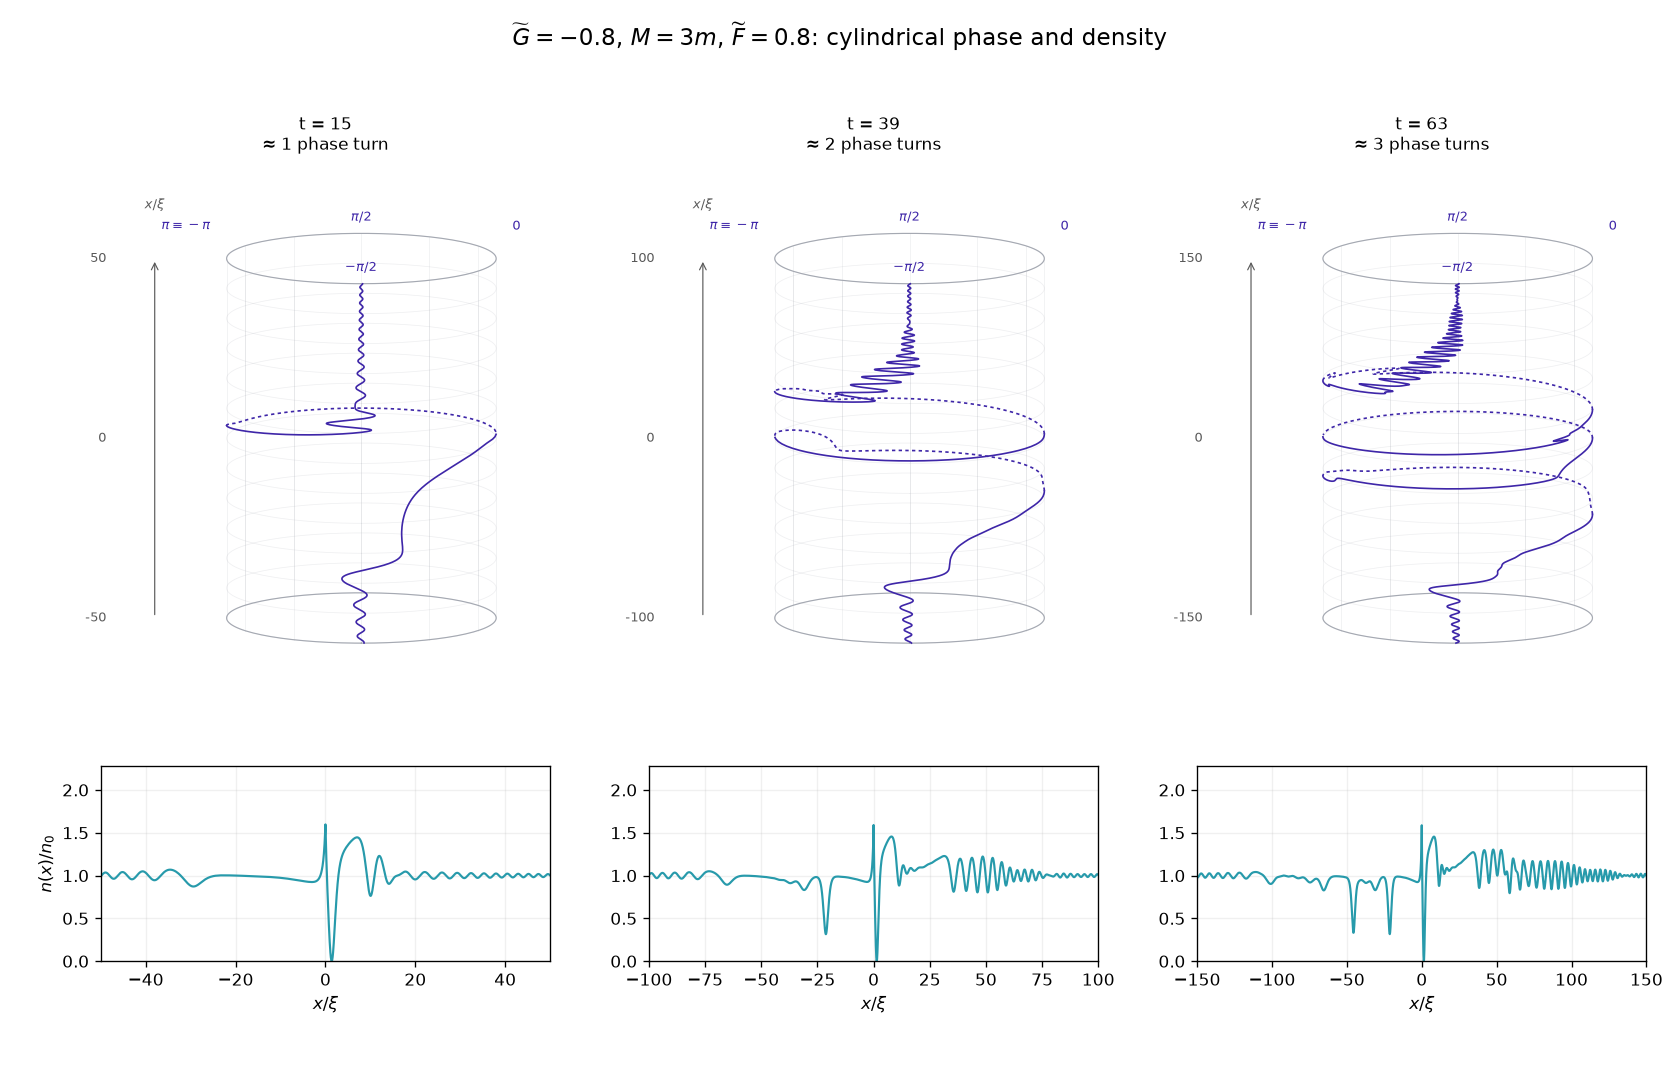 G̃ = −0.8, M = 3m, F̃ = 0.8: cylindrical phase and density
t = 15
≈ 1 phase turn
t = 39
≈ 2 phase turns
t = 63
≈ 3 phase turns
x/ξ
π ≡ −π
π/2
0
−π/2
50
0
-50
x/ξ
π ≡ −π
π/2
0
−π/2
100
0
-100
x/ξ
π ≡ −π
π/2
0
−π/2
150
0
-150
n(x)/n₀
2.0
1.5
1.0
0.5
0.0
−40 −20 0 20 40
x/ξ
2.0
1.5
1.0
0.5
0.0
−100 −75 −50 −25 0 25 50 75 100
x/ξ
2.0
1.5
1.0
0.5
0.0
−150 −100 −50 0 50 100 150
x/ξ